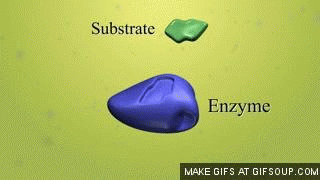 Substrate
Enzyme
MAKE GIFS AT GIFSOUP.COM